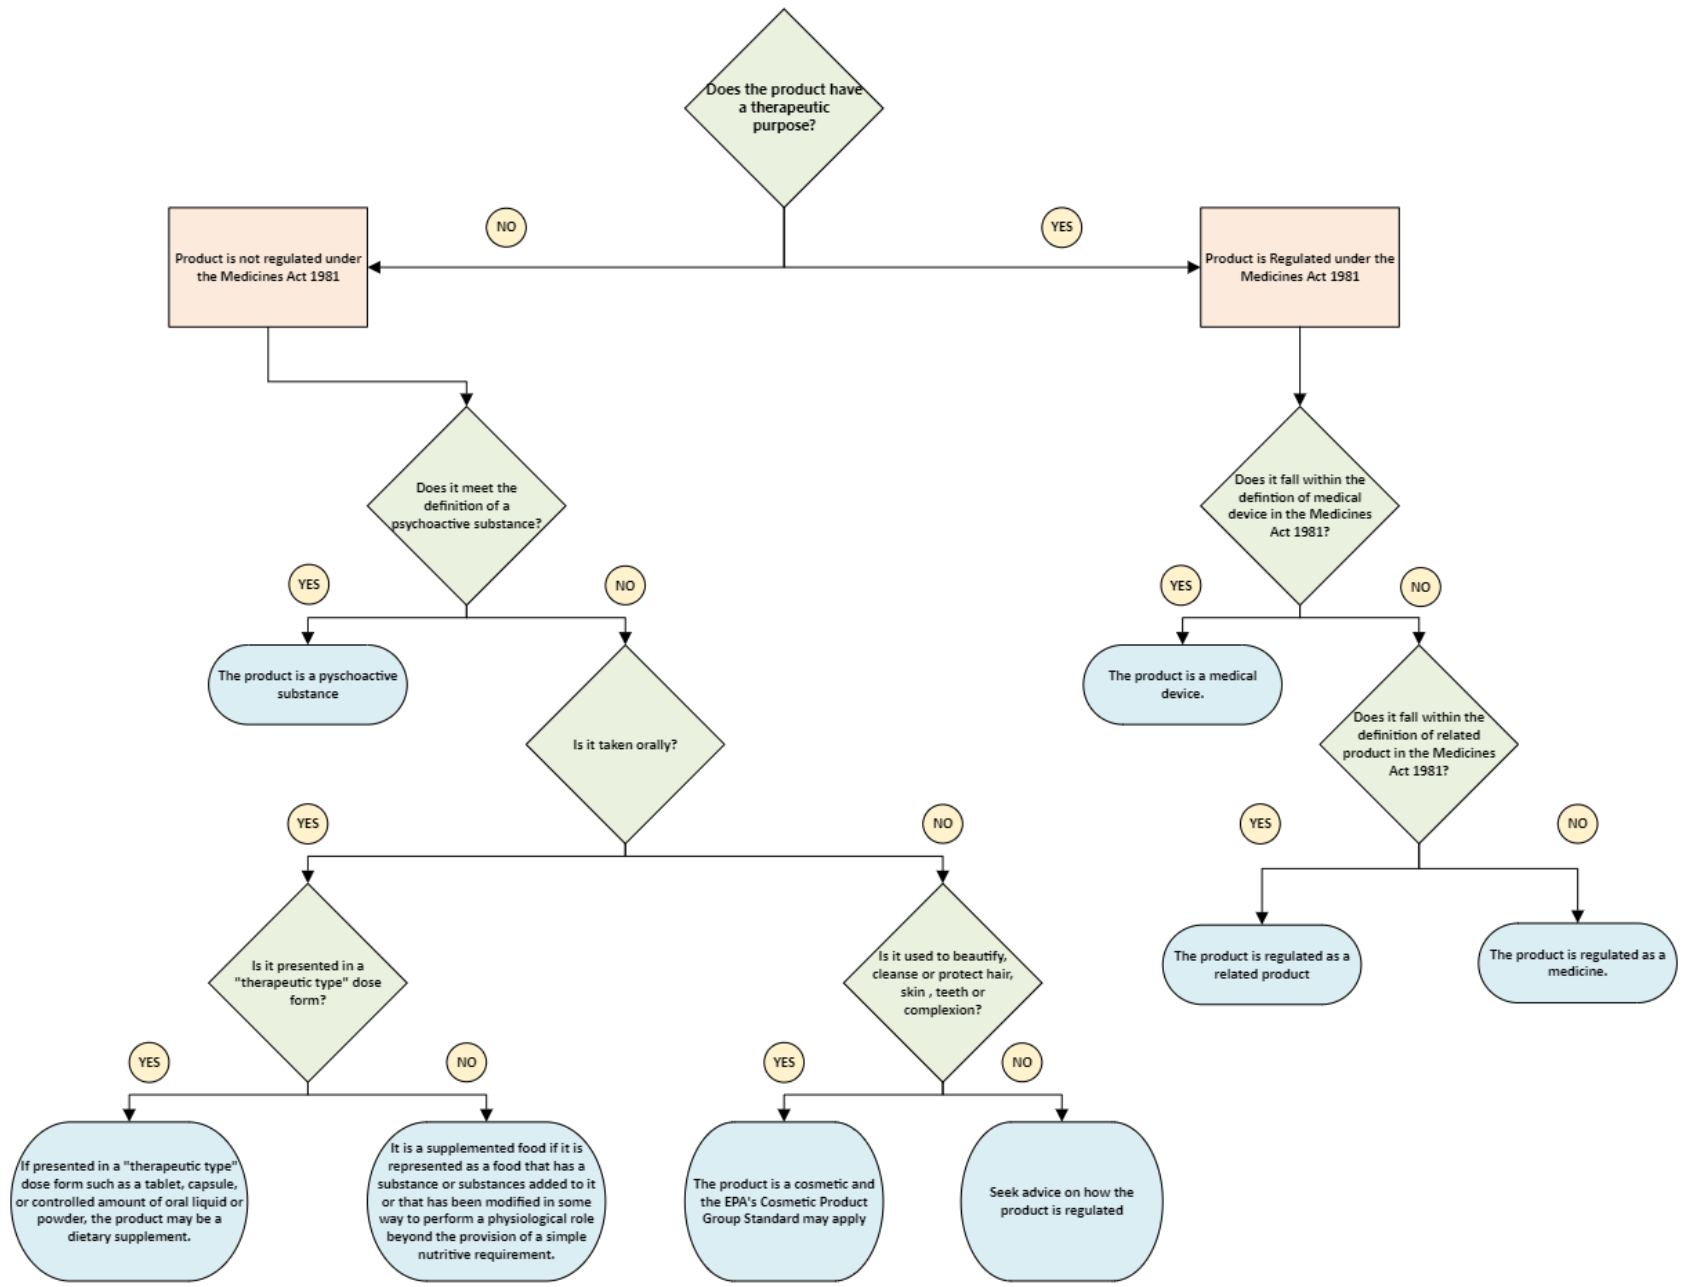 Does the product have
a therapeutic
purpose?
NO
YES
Product is not regulated under
the Medicines Act 1981
Product is Regulated under the
Medicines Act 1981
Does it meet the
definition of a
psychoactive substance?
Does it fall within the
defintion of medical
device in the Medicines
Act 1981?
YES
NO
YES
NO
The product is a pyschoactive
substance
Is it taken orally?
The product is a medical
device.
Does it fall within the
definition of related
product in the Medicines
Act 1981?
YES
NO
YES
NO
Is it presented in a
"therapeutic type" dose
form?
Is it used to beautify,
cleanse or protect hair,
skin , teeth or
complexion?
The product is regulated as a
related product
The product is regulated as a
medicine.
YES
NO
YES
NO
If presented in a "therapeutic type"
dose form such as a tablet, capsule,
or controlled amount of oral liquid or
powder, the product may be a
dietary supplement.
It is a supplemented food if it is
represented as a food that has a
substance or substances added to it
or that has been modified in some
way to perform a physiological role
beyond the provision of a simple
nutritive requirement.
The product is a cosmetic and
the EPA's Cosmetic Product
Group Standard may apply
Seek advice on how the
product is regulated